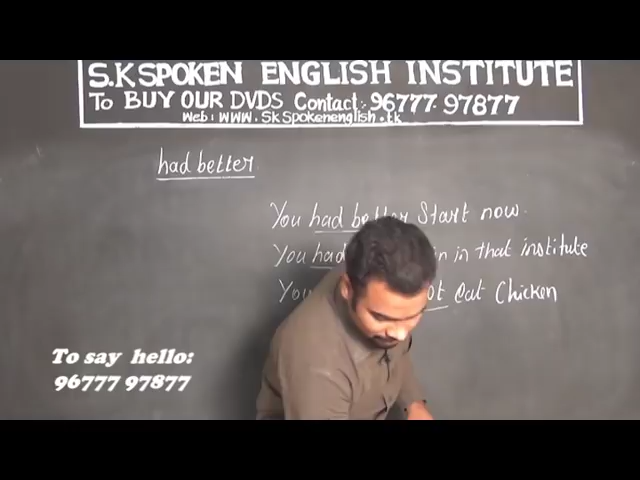 S.K SPOKEN ENGLISH INSTITUTE
To BUY OUR DVDS Contact:- 96777 97877
Web: WWW.SkSpokenenglish.tk
had better.
You had better Start now.
You had in that institute
You eat Chicken
To say hello:
96777 97877